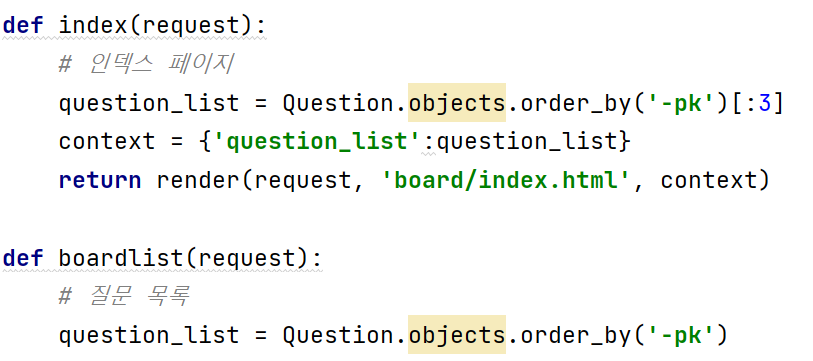 def index(request):
    # 인덱스 페이지
    question_list = Question.objects.order_by('-pk')[:3]
    context = {'question_list':question_list}
    return render(request, 'board/index.html', context)

def boardlist(request):
    # 질문 목록
    question_list = Question.objects.order_by('-pk')